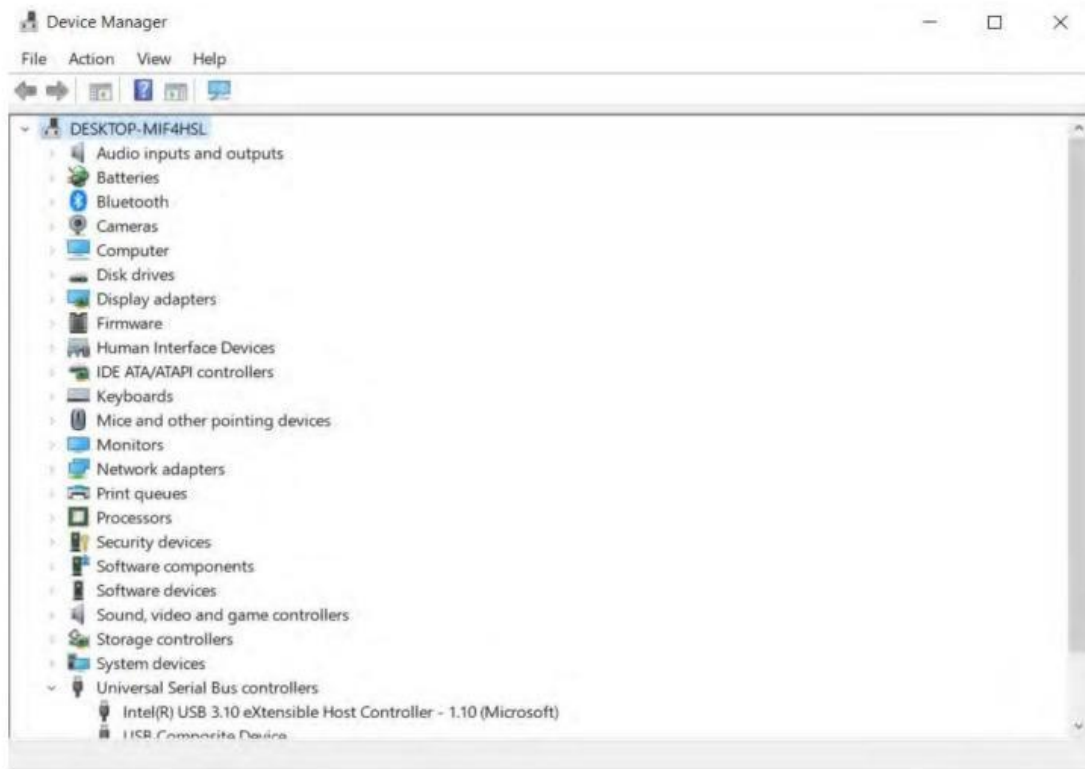 Device Manager
File Action View Help
DESKTOP-MIF4HSL
Audio inputs and outputs
Batteries
Bluetooth
Cameras
Computer
Disk drives
Display adapters
Firmware
Human Interface Devices
IDE ATA/ATAPI controllers
Keyboards
Mice and other pointing devices
Monitors
Network adapters
Print queues
Processors
Security devices
Software components
Software devices
Sound, video and game controllers
Storage controllers
System devices
Universal Serial Bus controllers
Intel(R) USB 3.10 eXtensible Host Controller - 1.10 (Microsoft)
USB Composite Device